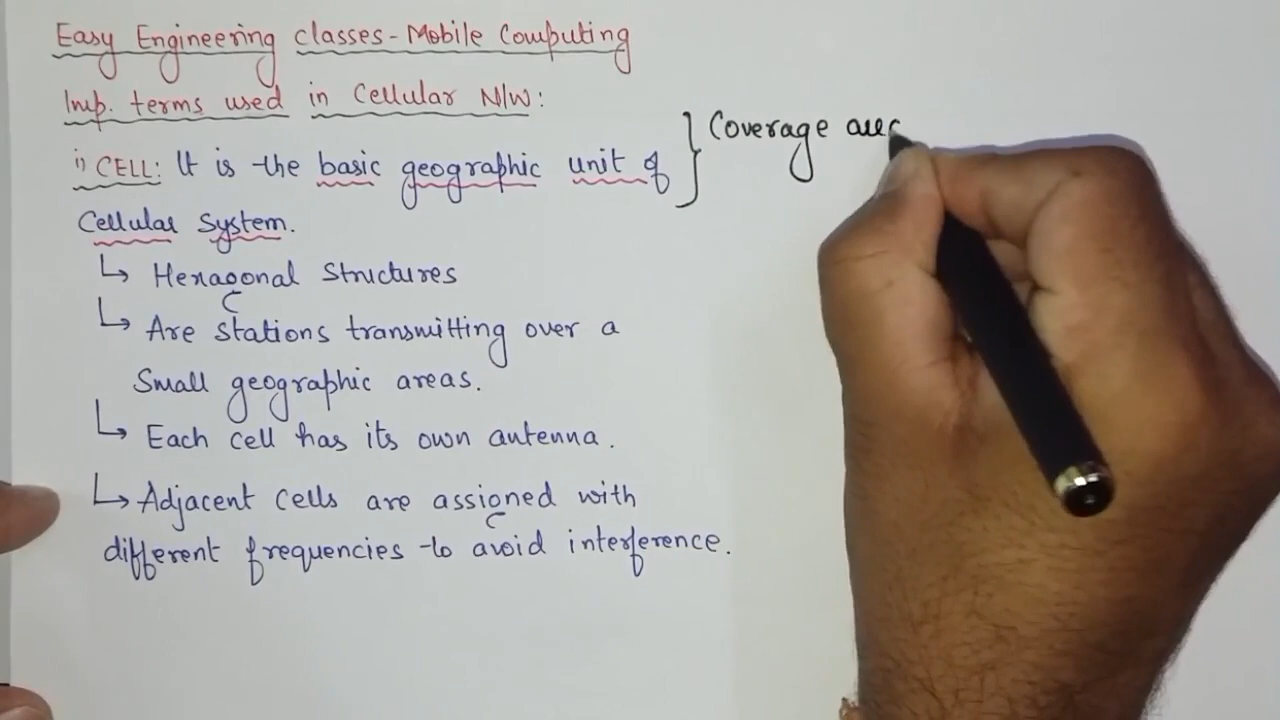 Easy Engineering classes - Mobile Computing
Imp. terms used in Cellular N/W:
i) CELL: It is the basic geographic unit of
} Coverage area
Cellular System.
↳ Hexagonal Structures
↳ Are stations transmitting over a
Small geographic areas.
↳ Each cell has its own antenna.
↳ Adjacent cells are assigned with
different frequencies to avoid interference.